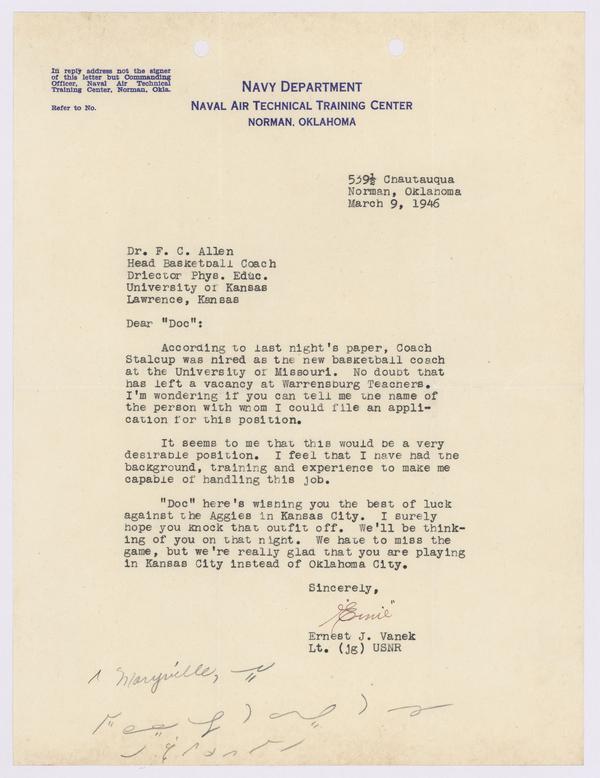 In reply address not the signer
of this letter but Commanding
Officer, Naval Air Technical
Training Center, Norman, Okla.
Refer to No.
NAVY DEPARTMENT
NAVAL AIR TECHNICAL TRAINING CENTER
NORMAN, OKLAHOMA
539½ Chautauqua
Norman, Oklahoma
March 9, 1946
Dr. F. C. Allen
Head Basketball Coach
Driector Phys. Educ.
University of Kansas
Lawrence, Kansas
Dear "Doc":
According to last night's paper, Coach
Stalcup was hired as the new basketball coach
at the University of Missouri. No doubt that
has left a vacancy at Warrensburg Teachers.
I'm wondering if you can tell me the name of
the person with whom I could file an appli-
cation for this position.
It seems to me that this would be a very
desirable position. I feel that I have had the
background, training and experience to make me
capable of handling this job.
"Doc" here's wishing you the best of luck
against the Aggies in Kansas City. I surely
hope you knock that outfit off. We'll be think-
ing of you on that night. We hate to miss the
game, but we're really glad that you are playing
in Kansas City instead of Oklahoma City.
Sincerely,
"Ernie"
Ernest J. Vanek
Lt. (jg) USNR
Maryville,